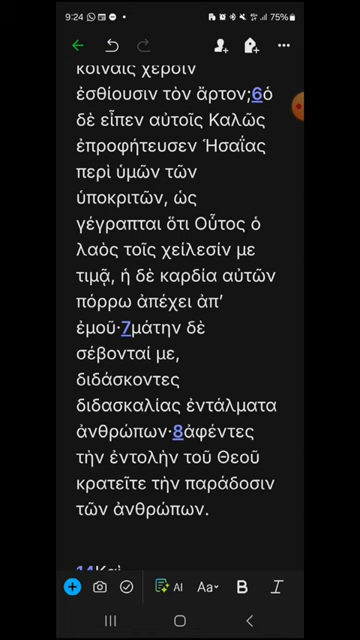 9:24 75%
κοιναῖς χερσὶν
ἐσθίουσιν τὸν ἄρτον;6ὁ
δὲ εἶπεν αὐτοῖς Καλῶς
ἐπροφήτευσεν Ἡσαΐας
περὶ ὑμῶν τῶν
ὑποκριτῶν, ὡς
γέγραπται ὅτι Οὗτος ὁ
λαὸς τοῖς χείλεσίν με
τιμᾷ, ἡ δὲ καρδία αὐτῶν
πόρρω ἀπέχει ἀπ’
ἐμοῦ·7μάτην δὲ
σέβονταί με,
διδάσκοντες
διδασκαλίας ἐντάλματα
ἀνθρώπων·8ἀφέντες
τὴν ἐντολὴν τοῦ Θεοῦ
κρατεῖτε τὴν παράδοσιν
τῶν ἀνθρώπων.
14Καὶ
AI Aa B I